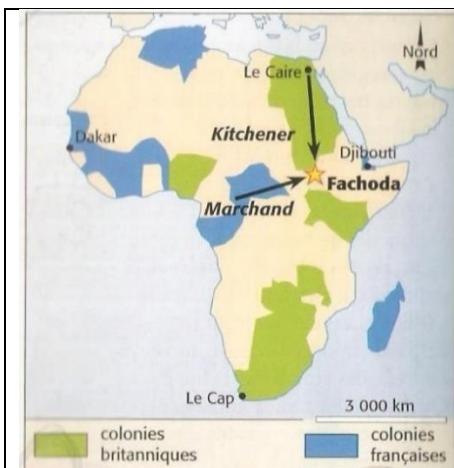 Nord
Le Caire
Kitchener
Dakar
Djibouti
Fachoda
Marchand
Le Cap
3 000 km
colonies
britanniques
colonies
françaises